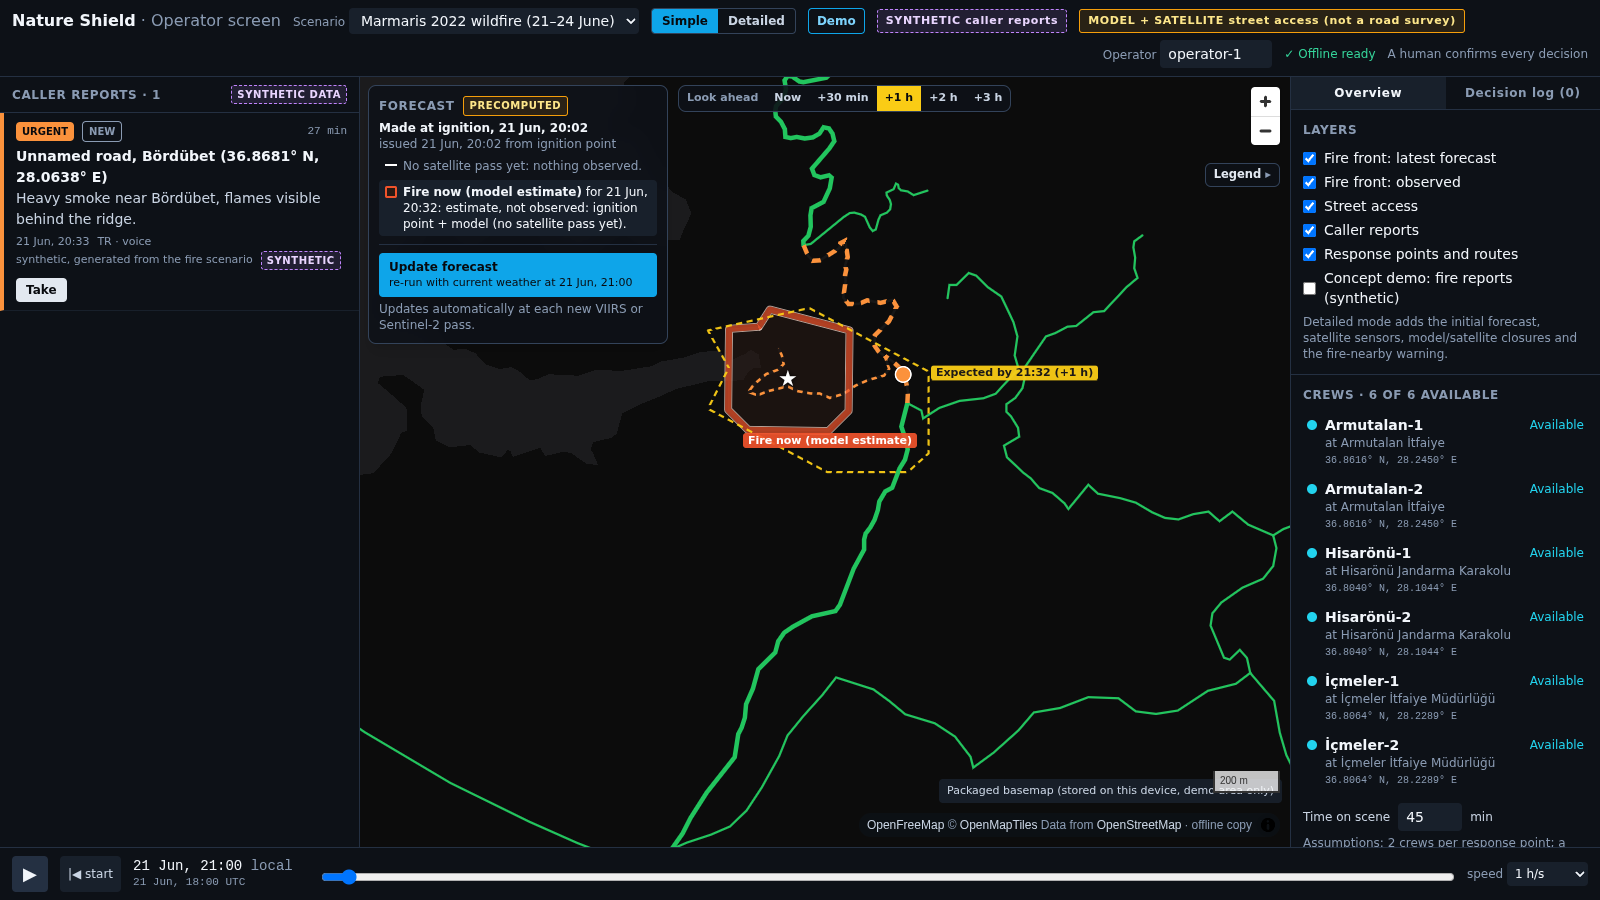 Nature Shield · Operator screen Scenario Marmaris 2022 wildfire (21–24 June) Simple Detailed Demo SYNTHETIC caller reports MODEL + SATELLITE street access (not a road survey)
Operator operator-1 ✓ Offline ready A human confirms every decision
CALLER REPORTS · 1 SYNTHETIC DATA
URGENT NEW 27 min
Unnamed road, Bördübet (36.8681° N,
28.0638° E)
Heavy smoke near Bördübet, flames visible
behind the ridge.
21 Jun, 20:33 TR · voice
synthetic, generated from the fire scenario SYNTHETIC
Take
FORECAST PRECOMPUTED
Made at ignition, 21 Jun, 20:02
issued 21 Jun, 20:02 from ignition point
No satellite pass yet: nothing observed.
Fire now (model estimate) for 21 Jun,
20:32: estimate, not observed: ignition
point + model (no satellite pass yet).
Update forecast
re-run with current weather at 21 Jun, 21:00
Updates automatically at each new VIIRS or
Sentinel-2 pass.
Look ahead Now +30 min +1 h +2 h +3 h
+
−
Legend ▸
Expected by 21:32 (+1 h)
Fire now (model estimate)
200 m
Packaged basemap (stored on this device, demo area only)
OpenFreeMap © OpenMapTiles Data from OpenStreetMap · offline copy
Overview Decision log (0)
LAYERS
Fire front: latest forecast
Fire front: observed
Street access
Caller reports
Response points and routes
Concept demo: fire reports
(synthetic)
Detailed mode adds the initial forecast,
satellite sensors, model/satellite closures and
the fire-nearby warning.
CREWS · 6 OF 6 AVAILABLE
Armutalan-1 Available
at Armutalan İtfaiye
36.8616° N, 28.2450° E
Armutalan-2 Available
at Armutalan İtfaiye
36.8616° N, 28.2450° E
Hisarönü-1 Available
at Hisarönü Jandarma Karakolu
36.8040° N, 28.1044° E
Hisarönü-2 Available
at Hisarönü Jandarma Karakolu
36.8040° N, 28.1044° E
İçmeler-1 Available
at İçmeler İtfaiye Müdürlüğü
36.8064° N, 28.2289° E
İçmeler-2 Available
at İçmeler İtfaiye Müdürlüğü
36.8064° N, 28.2289° E
Time on scene 45 min
Assumptions: 2 crews per response point; a
▶ |◀ start 21 Jun, 21:00 local
21 Jun, 18:00 UTC
speed 1 h/s